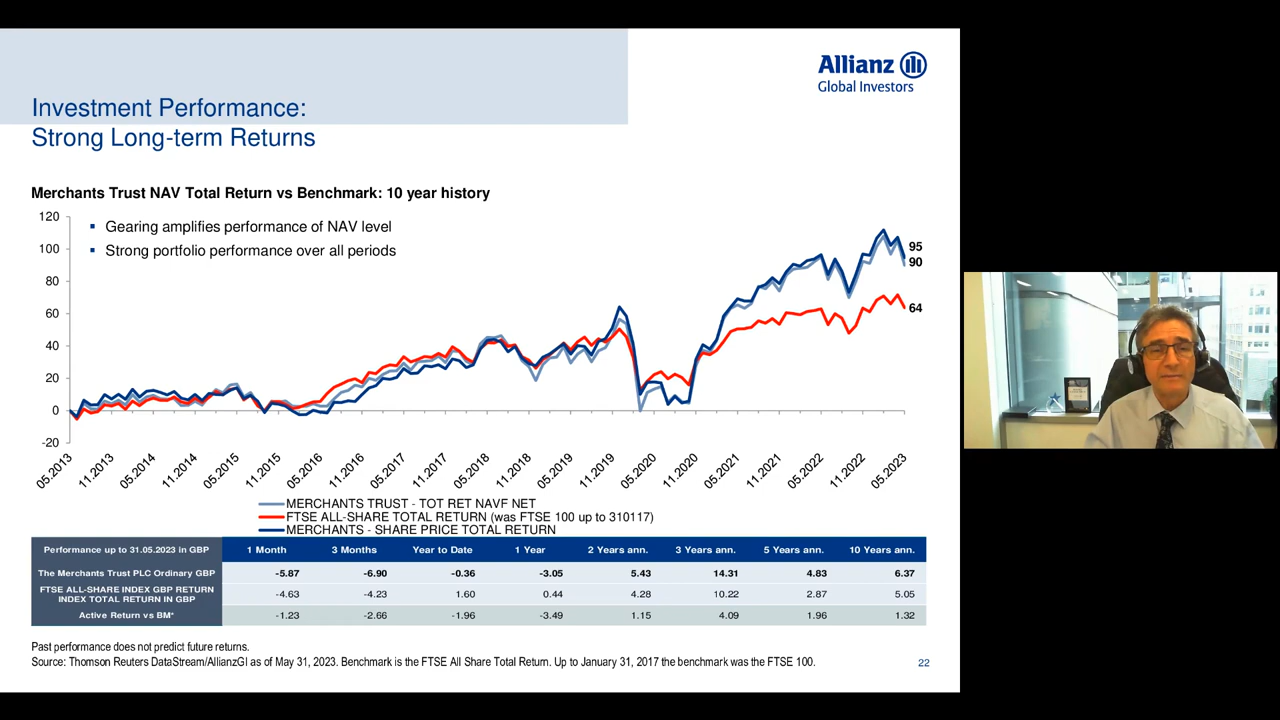 Allianz
Global Investors
Investment Performance:
Strong Long-term Returns
Merchants Trust NAV Total Return vs Benchmark: 10 year history
Gearing amplifies performance of NAV level
Strong portfolio performance over all periods
120
100
80
60
40
20
0
-20
95
90
64
05.2013 11.2013 05.2014 11.2014 05.2015 11.2015 05.2016 11.2016 05.2017 11.2017 05.2018 11.2018 05.2019 11.2019 05.2020 11.2020 05.2021 11.2021 05.2022 11.2022 05.2023
MERCHANTS TRUST - TOT RET NAVF NET
FTSE ALL-SHARE TOTAL RETURN (was FTSE 100 up to 310117)
MERCHANTS - SHARE PRICE TOTAL RETURN
Performance up to 31.05.2023 in GBP 1 Month 3 Months Year to Date 1 Year 2 Years ann. 3 Years ann. 5 Years ann. 10 Years ann.
The Merchants Trust PLC Ordinary GBP -5.87 -6.90 -0.36 -3.05 5.43 14.31 4.83 6.37
FTSE ALL-SHARE INDEX GBP RETURN
INDEX TOTAL RETURN IN GBP -4.63 -4.23 1.60 0.44 4.28 10.22 2.87 5.05
Active Return vs BM* -1.23 -2.66 -1.96 -3.49 1.15 4.09 1.96 1.32
Past performance does not predict future returns.
Source: Thomson Reuters DataStream/AllianzGI as of May 31, 2023. Benchmark is the FTSE All Share Total Return. Up to January 31, 2017 the benchmark was the FTSE 100.
22